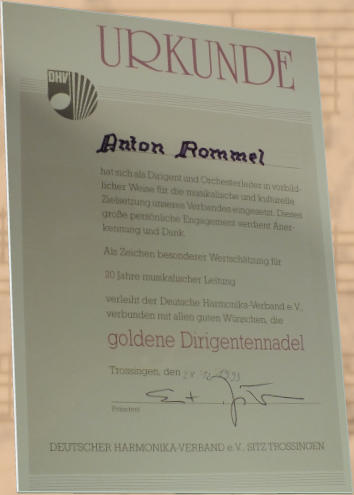 URKUNDE
DHV
Anton Rommel
hat sich als Dirigent und Orchesterleiter in vorbild-
licher Weise für die musikalische und kulturelle
Zielsetzung unseres Verbandes eingesetzt. Dieses
große persönliche Engagement verdient Aner-
kennung und Dank.
Als Zeichen besonderer Wertschätzung für
20 Jahre musikalischer Leitung
verleiht der Deutsche Harmonika-Verband e.V.,
verbunden mit allen guten Wünschen, die
goldene Dirigentennadel
Trossingen, den
Präsident
DEUTSCHER HARMONIKA-VERBAND e.V., SITZ TROSSINGEN